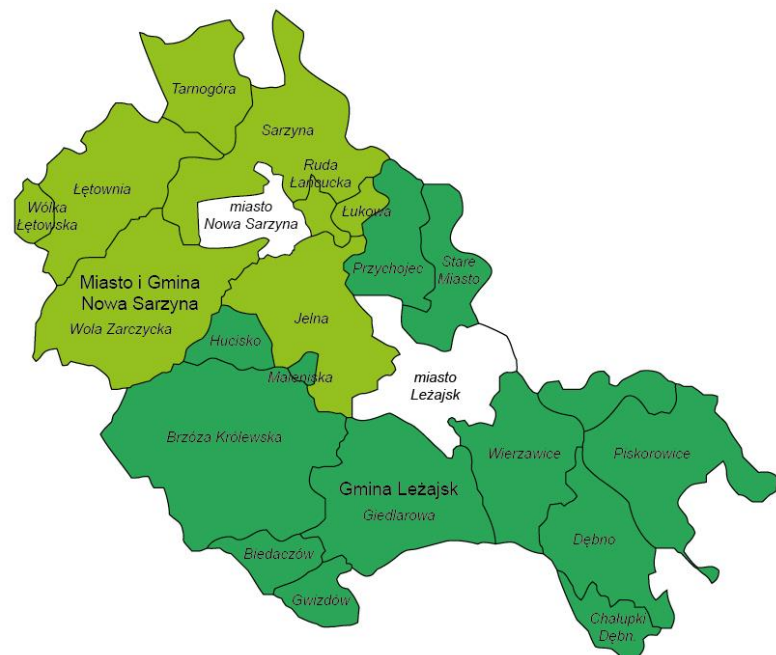 Tarnogóra
Sarzyna
Ruda
Łańcucka
Łętownia
Wólka
Łętowska
miasto
Nowa Sarzyna
Łukowa
Przychojec
Stare
Miasto
Miasto i Gmina
Nowa Sarzyna
Wola Zarczycka
Jelna
Hucisko
Maleniska
miasto
Leżajsk
Brzóza Królewska
Wierzawice
Piskorowice
Gmina Leżajsk
Giedlarowa
Dębno
Biedaczów
Gwizdów
Chałupki
Dębn.